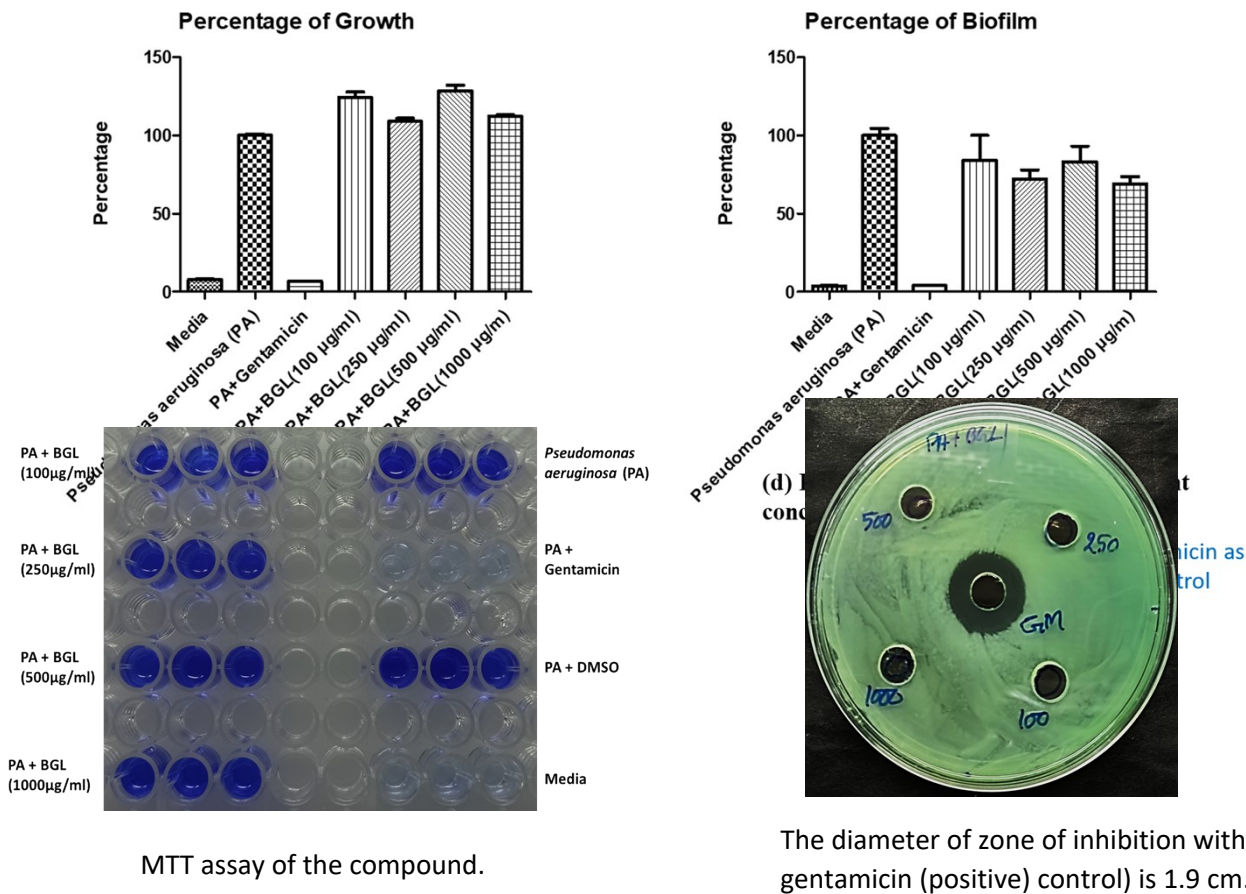 Percentage of Growth
150
100
50
0
Percentage
Media
Pseudomonas aeruginosa (PA)
PA+Gentamicin
PA+BGL(100 µg/ml)
PA+BGL(250 µg/ml)
PA+BGL(500 µg/ml)
PA+BGL(1000 µg/ml)
Percentage of Biofilm
150
100
50
0
Percentage
Media
Pseudomonas aeruginosa (PA)
PA+Gentamicin
BGL(100 µg/ml)
BGL(250 µg/ml)
BGL(500 µg/ml)
BGL(1000 µg/m)
PA + BGL
(100µg/ml)
Pseudomonas
aeruginosa (PA)
PA + BGL
(250µg/ml)
PA +
Gentamicin
PA + BGL
(500µg/ml)
PA + DMSO
PA + BGL
(1000µg/ml)
Media
(d)
as
PA + BGL
500
250
GM
1000
100
MTT assay of the compound.
The diameter of zone of inhibition with
gentamicin (positive) control) is 1.9 cm.